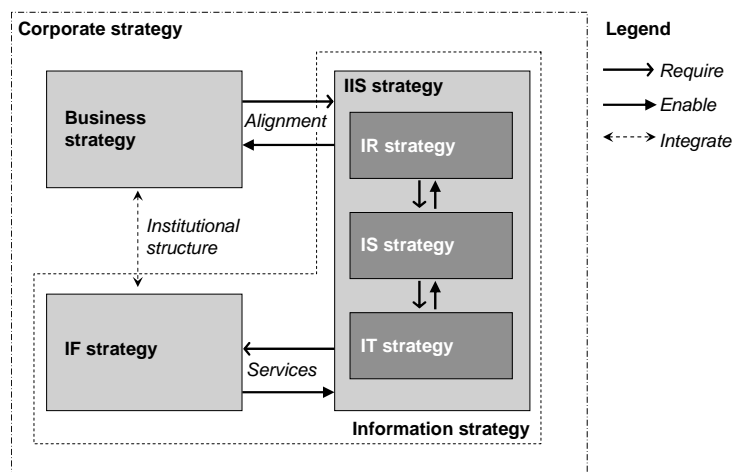 Corporate strategy
Legend
Business
strategy
Alignment
IIS strategy
IR strategy
IS strategy
IT strategy
Institutional
structure
IF strategy
Services
Information strategy
Require
Enable
Integrate